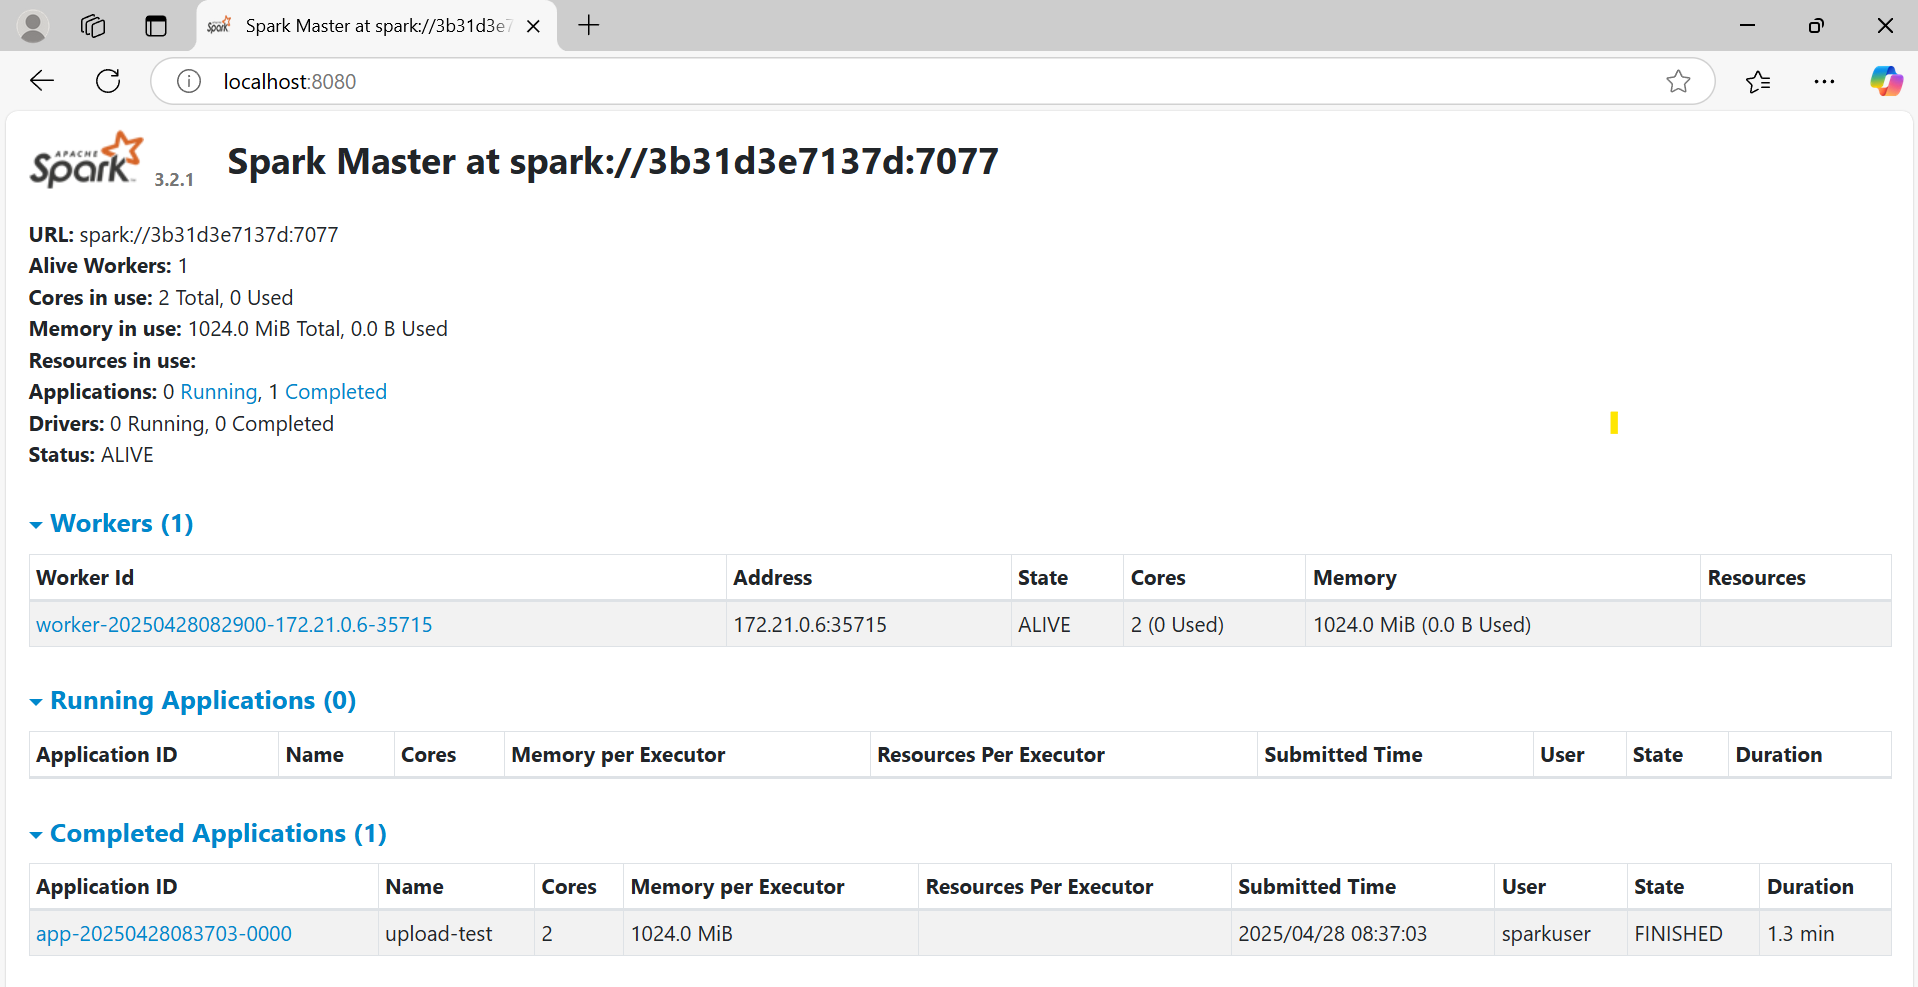 Spark Master at spark://3b31d3e7
localhost:8080
APACHE
Spark 3.2.1 Spark Master at spark://3b31d3e7137d:7077
URL: spark://3b31d3e7137d:7077
Alive Workers: 1
Cores in use: 2 Total, 0 Used
Memory in use: 1024.0 MiB Total, 0.0 B Used
Resources in use:
Applications: 0 Running, 1 Completed
Drivers: 0 Running, 0 Completed
Status: ALIVE
Workers (1)
Worker Id Address State Cores Memory Resources
worker-20250428082900-172.21.0.6-35715 172.21.0.6:35715 ALIVE 2 (0 Used) 1024.0 MiB (0.0 B Used)
Running Applications (0)
Application ID Name Cores Memory per Executor Resources Per Executor Submitted Time User State Duration
Completed Applications (1)
Application ID Name Cores Memory per Executor Resources Per Executor Submitted Time User State Duration
app-20250428083703-0000 upload-test 2 1024.0 MiB 2025/04/28 08:37:03 sparkuser FINISHED 1.3 min